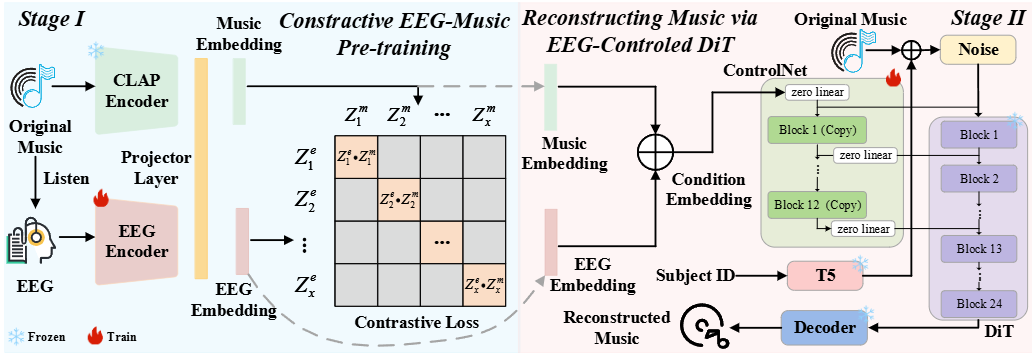 Stage I
Constractive EEG-Music
Pre-training
Music
Embedding
CLAP
Encoder
Original
Music
Listen
Projector
Layer
EEG
EEG
Encoder
EEG
Embedding
Z_1^m Z_2^m ... Z_x^m
Z_1^e
Z_1^e • Z_1^m
Z_2^e
Z_2^e • Z_2^m
...
...
Z_x^e
Z_x^e • Z_x^m
Contrastive Loss
Frozen
Train
Reconstructing Music via
EEG-Controled DiT
Stage II
Original Music
Noise
Music
Embedding
EEG
Embedding
Condition
Embedding
ControlNet
zero linear
Block 1 (Copy)
zero linear
Block 12 (Copy)
zero linear
Block 1
Block 2
Block 13
Block 24
DiT
Subject ID
T5
Reconstructed
Music
Decoder